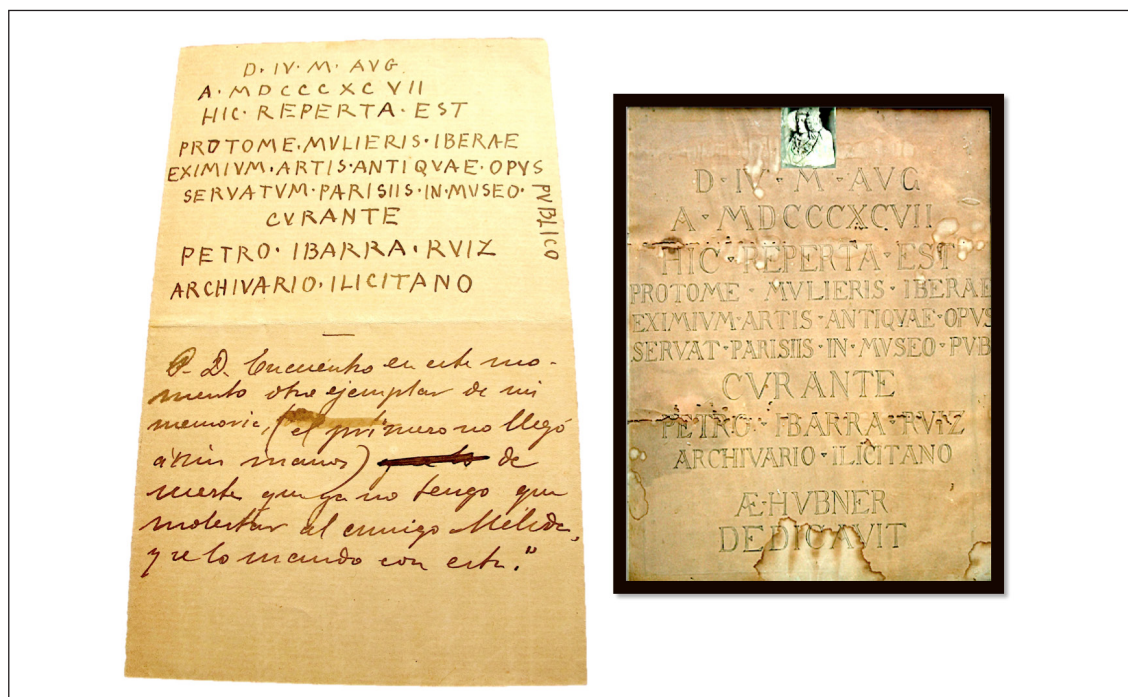 D · IV · M · AVG
A · MDCCCXCVII
HIC · REPERTA · EST
PROTOME · MVLIERIS · IBERAE
EXIMIVM · ARTIS · ANTIQVAE · OPVS
SERVATVM · PARISIIS · IN · MVSEO · PVBLICO
CVRANTE
PETRO · IBARRA · RVIZ
ARCHIVARIO · ILICITANO
P. D. Encuentro en este mo-
mento otro ejemplar de mi
memoria, (el primero no llegó
á mis manos) de
suerte que ya no tengo que
molestar al amigo Mélida,
y se lo mando con esta."
D · IV · M · AVG
A · MDCCCXCVII
HIC · REPERTA · EST
PROTOME · MVLIERIS · IBERAE
EXIMIVM · ARTIS · ANTIQVAE · OPVS
SERVAT · PARISIIS · IN · MVSEO · PVB
CVRANTE
PETRO · IBARRA · RVIZ
ARCHIVARIO · ILICITANO
Æ · HVBNER
DEDICAVIT